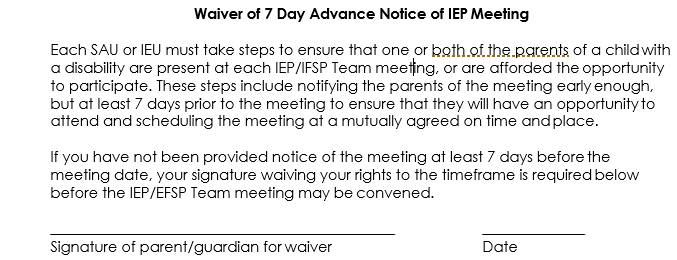 Waiver of 7 Day Advance Notice of IEP Meeting
Each SAU or IEU must take steps to ensure that one or both of the parents of a child with
a disability are present at each IEP/IFSP Team meeting, or are afforded the opportunity
to participate. These steps include notifying the parents of the meeting early enough,
but at least 7 days prior to the meeting to ensure that they will have an opportunity to
attend and scheduling the meeting at a mutually agreed on time and place.
If you have not been provided notice of the meeting at least 7 days before the
meeting date, your signature waiving your rights to the timeframe is required below
before the IEP/EFSP Team meeting may be convened.
Signature of parent/guardian for waiver Date